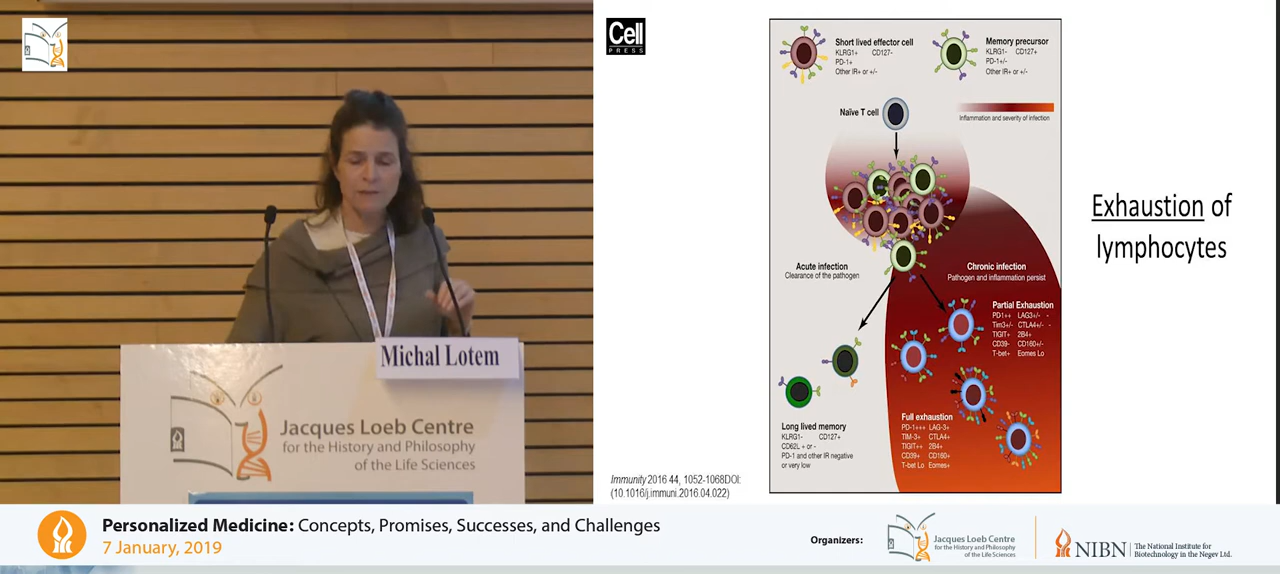 Cell
PRESS
Short lived effector cell
KLRG1+ CD127-
PD-1+
Other IR+ or +/-
Memory precursor
KLRG1- CD127+
PD-1+/-
Other IR+ or +/-
Naïve T cell
Inflammation and severity of infection
Exhaustion of
lymphocytes
Acute infection
Clearance of the pathogen
Chronic infection
Pathogen and inflammation persist
Partial Exhaustion
PD1++ LAG3+/- -
Tim3+/- CTLA4+/- -
TIGIT+ 2B4+
CD39- CD160+/-
T-bet+ Eomes Lo
Long lived memory
KLRG1- CD127+
CD62L + or -
PD-1 and other IR negative
or very low
Full exhaustion
PD-1+++ LAG-3+
TIM-3+ CTLA4+
TIGIT++ 2B4+
CD39+ CD160+
T-bet Lo Eomes+
Immunity 2016 44, 1052-1068DOI:
(10.1016/j.immuni.2016.04.022)
Michal Lotem
Jacques Loeb Centre
for the History and Philosophy
of the Life Sciences
Personalized Medicine: Concepts, Promises, Successes, and Challenges
7 January, 2019
Organizers:
Jacques Loeb Centre
for the History and Philosophy
of the Life Sciences
NIBN
The National Institute for
Biotechnology in the Negev Ltd.